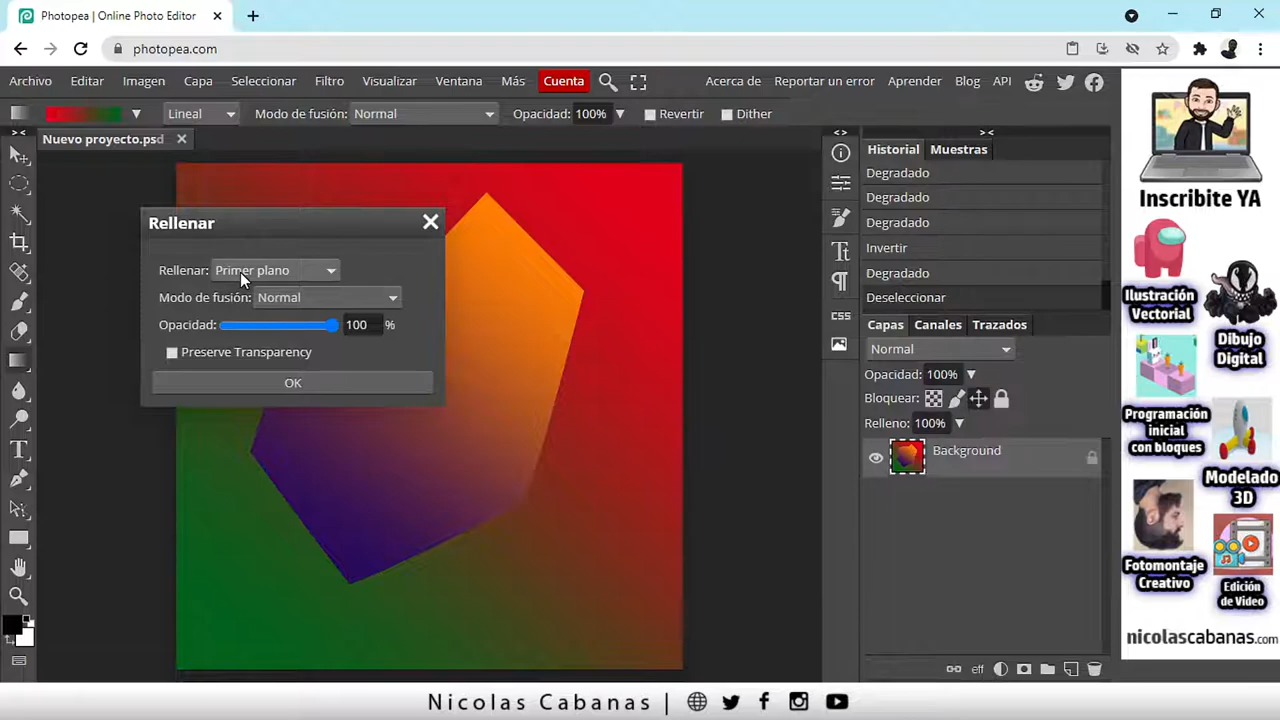 Photopea | Online Photo Editor
photopea.com
Archivo Editar Imagen Capa Seleccionar Filtro Visualizar Ventana Más Cuenta Acerca de Reportar un error Aprender Blog API
Lineal Modo de fusión: Normal Opacidad: 100% Revertir Dither
Nuevo proyecto.psd
Historial Muestras
Degradado
Degradado
Degradado
Invertir
Degradado
Deseleccionar
Rellenar
Rellenar: Primer plano
Modo de fusión: Normal
Opacidad: 100 %
Preserve Transparency
OK
CSS
Capas Canales Trazados
Normal
Opacidad: 100%
Bloquear:
Relleno: 100%
Background
eff
Inscribite YA
Ilustración
Vectorial
Dibujo
Digital
Programación
inicial
con bloques
Modelado
3D
Fotomontaje
Creativo
Edición
de Video
nicolascabanas.com
Nicolas Cabanas |